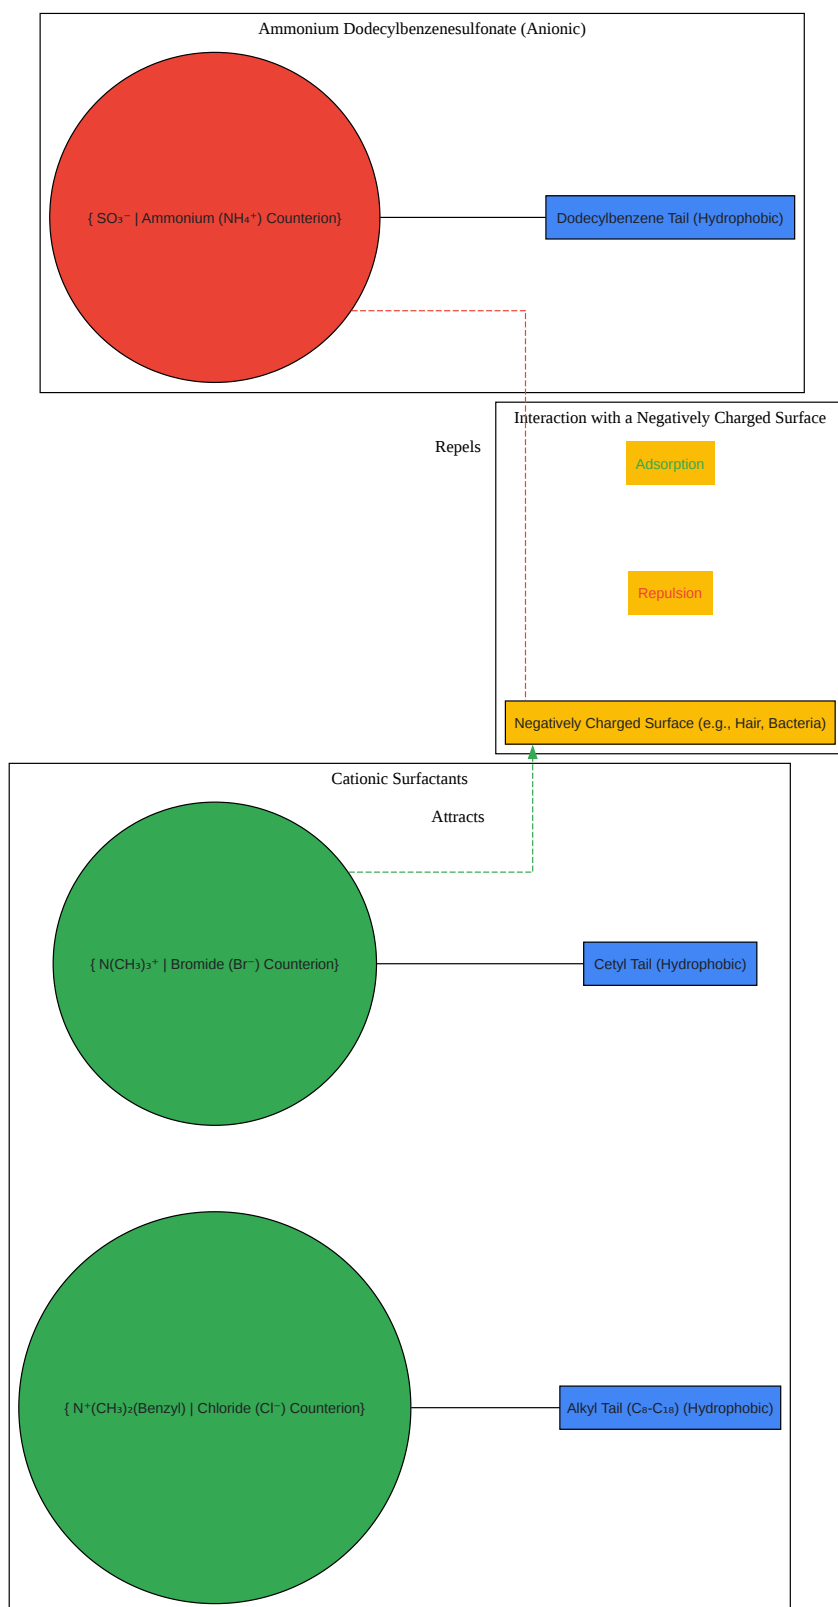 Ammonium Dodecylbenzenesulfonate (Anionic)
{ SO₃⁻ | Ammonium (NH₄⁺) Counterion}
Dodecylbenzene Tail (Hydrophobic)
Interaction with a Negatively Charged Surface
Repels
Adsorption
Repulsion
Negatively Charged Surface (e.g., Hair, Bacteria)
Cationic Surfactants
Attracts
{ N(CH₃)₃⁺ | Bromide (Br⁻) Counterion}
Cetyl Tail (Hydrophobic)
{ N⁺(CH₃)₂(Benzyl) | Chloride (Cl⁻) Counterion}
Alkyl Tail (C₈-C₁₈) (Hydrophobic)